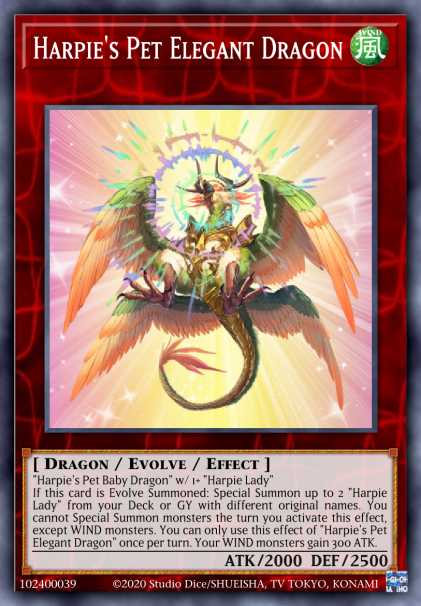 Harpie's Pet Elegant Dragon
WIND
風
[ Dragon / Evolve / Effect ]
"Harpie's Pet Baby Dragon" w/ 1+ "Harpie Lady"
If this card is Evolve Summoned: Special Summon up to 2 "Harpie
Lady" from your Deck or GY with different original names. You
cannot Special Summon monsters the turn you activate this effect,
except WIND monsters. You can only use this effect of "Harpie's Pet
Elegant Dragon" once per turn. Your WIND monsters gain 300 ATK.
ATK/2000 DEF/2500
102400039 ©2020 Studio Dice/SHUEISHA, TV TOKYO, KONAMI